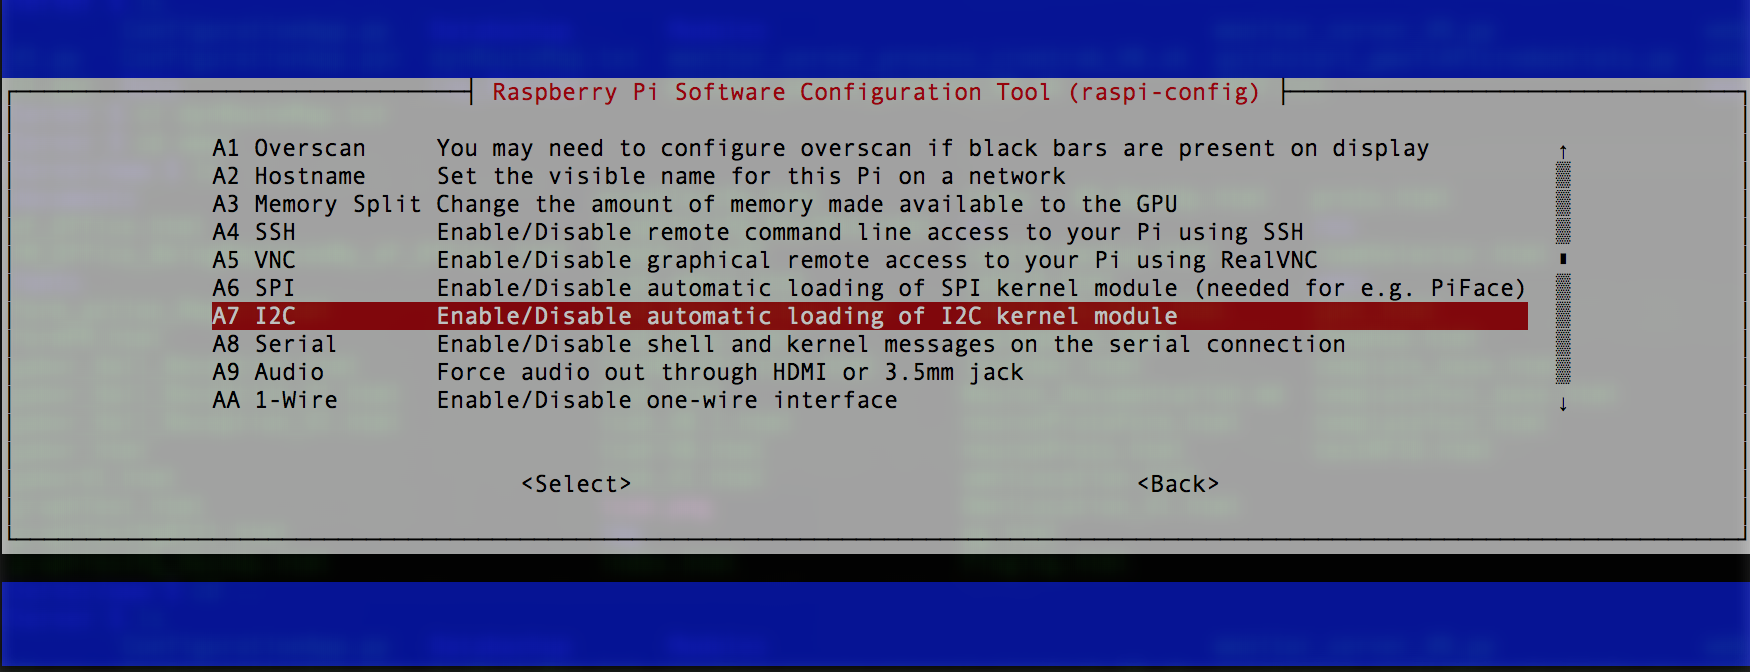 Raspberry Pi Software Configuration Tool (raspi-config)
A1 Overscan You may need to configure overscan if black bars are present on display
A2 Hostname Set the visible name for this Pi on a network
A3 Memory Split Change the amount of memory made available to the GPU
A4 SSH Enable/Disable remote command line access to your Pi using SSH
A5 VNC Enable/Disable graphical remote access to your Pi using RealVNC
A6 SPI Enable/Disable automatic loading of SPI kernel module (needed for e.g. PiFace)
A7 I2C Enable/Disable automatic loading of I2C kernel module
A8 Serial Enable/Disable shell and kernel messages on the serial connection
A9 Audio Force audio out through HDMI or 3.5mm jack
AA 1-Wire Enable/Disable one-wire interface
<Select> <Back>